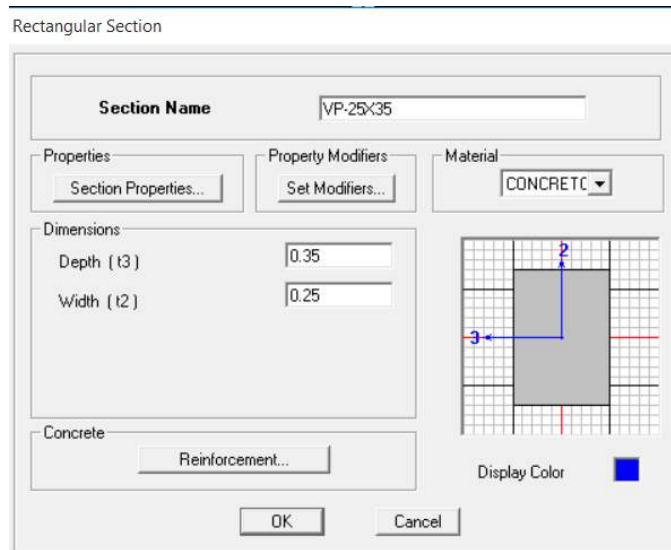 Rectangular Section
Section Name VP-25X35
Properties
Section Properties...
Property Modifiers
Set Modifiers...
Material
CONCRETO
Dimensions
Depth ( t3 ) 0.35
Width ( t2 ) 0.25
2
3
Concrete
Reinforcement...
Display Color
OK
Cancel